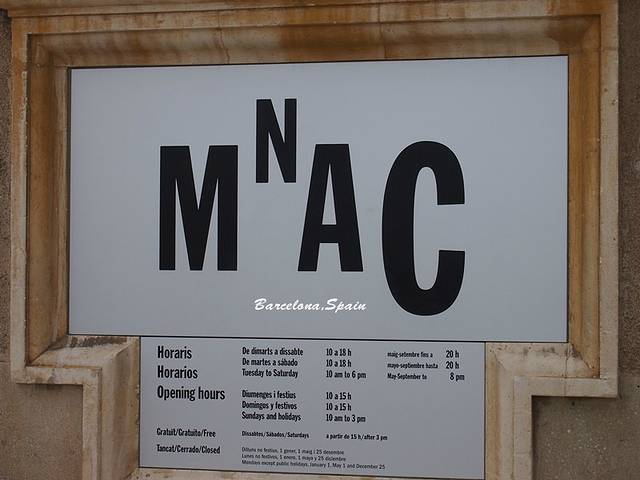 MNAC
Barcelona,Spain
Horaris De dimarts a dissabte 10 a 18 h maig-setembre fins a 20 h
Horarios De martes a sábado 10 a 18 h mayo-septiembre hasta 20 h
Opening hours Tuesday to Saturday 10 am to 6 pm May-September to 8 pm
Diumenges i festius 10 a 15 h
Domingos y festivos 10 a 15 h
Sundays and holidays 10 am to 3 pm
Gratuït/Gratuito/Free Dissabtes/Sábados/Saturdays a partir de 15 h/after 3 pm
Tancat/Cerrado/Closed Dilluns no festius, 1 gener, 1 maig i 25 desembre
Lunes no festivos, 1 enero, 1 mayo y 25 diciembre
Mondays except public holidays, January 1, May 1 and December 25